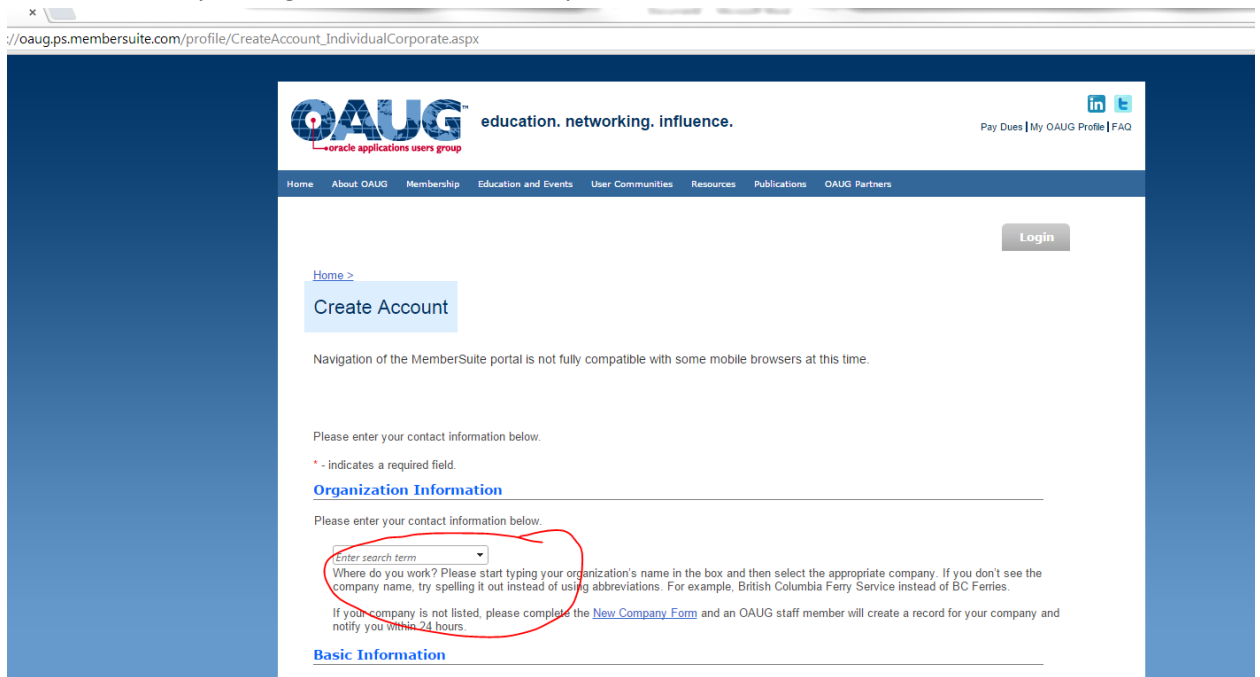 ×
://oaug.ps.membersuite.com/profile/CreateAccount_IndividualCorporate.aspx
OAUG™
oracle applications users group
education. networking. influence.
in t
Pay Dues | My OAUG Profile | FAQ
Home About OAUG Membership Education and Events User Communities Resources Publications OAUG Partners
Login
Home >
Create Account
Navigation of the MemberSuite portal is not fully compatible with some mobile browsers at this time.
Please enter your contact information below.
* - indicates a required field.
Organization Information
Please enter your contact information below.
Enter search term
Where do you work? Please start typing your organization's name in the box and then select the appropriate company. If you don't see the
company name, try spelling it out instead of using abbreviations. For example, British Columbia Ferry Service instead of BC Ferries.
If your company is not listed, please complete the New Company Form and an OAUG staff member will create a record for your company and
notify you within 24 hours.
Basic Information